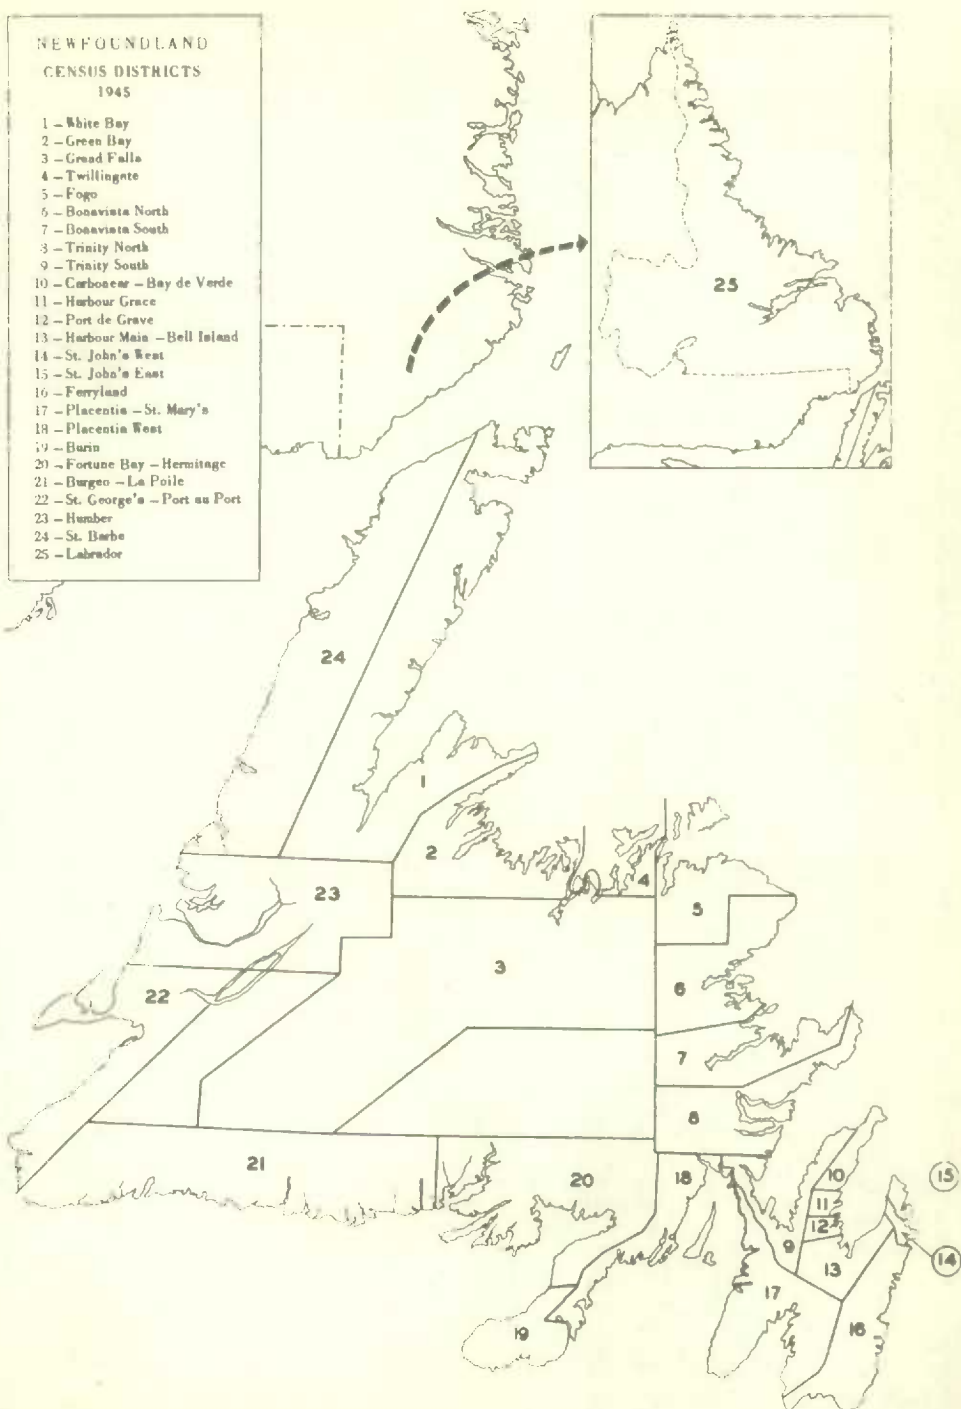 NEWFOUNDLAND
CENSUS DISTRICTS
1945
1 – White Bay
2 – Green Bay
3 – Grand Falls
4 – Twillingate
5 – Fogo
6 – Bonavista North
7 – Bonavista South
8 – Trinity North
9 – Trinity South
10 – Carbonear – Bay de Verde
11 – Harbour Grace
12 – Port de Grave
13 – Harbour Main – Bell Island
14 – St. John's West
15 – St. John's East
16 – Ferryland
17 – Placentia – St. Mary's
18 – Placentia West
19 – Burin
20 – Fortune Bay – Hermitage
21 – Burgeo – La Poile
22 – St. George's – Port au Port
23 – Humber
24 – St. Barbe
25 – Labrador
25
24
1
2
23
4
5
3
22
6
7
8
21
20
18
10
15
11
12
9
13
14
17
19
16